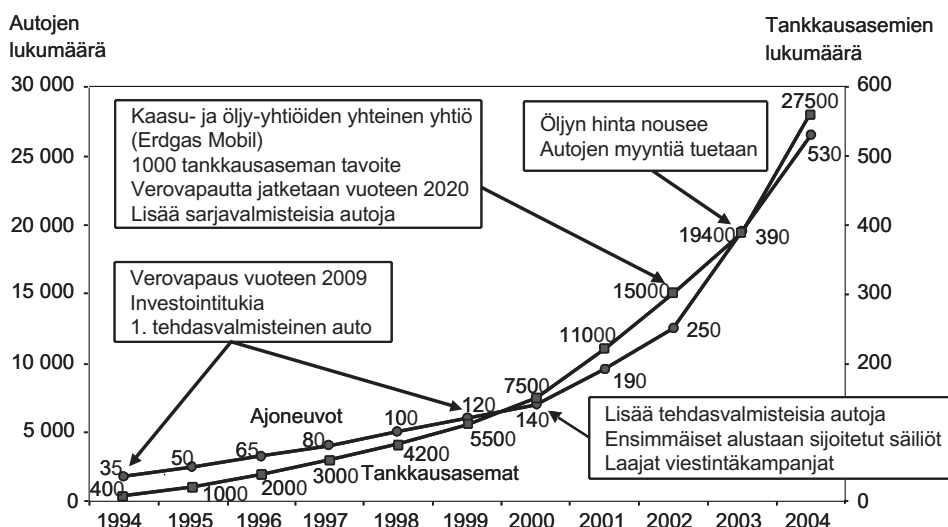 Autojen
lukumäärä
Tankkausasemien
lukumäärä
30 000
25 000
20 000
15 000
10 000
5 000
0
600
500
400
300
200
100
0
Kaasu- ja öljy-yhtiöiden yhteinen yhtiö
(Erdgas Mobil)
1000 tankkausaseman tavoite
Verovapautta jatketaan vuoteen 2020
Lisää sarjavalmisteisia autoja
Öljyn hinta nousee
Autojen myyntiä tuetaan
Verovapaus vuoteen 2009
Investointitukia
1. tehdasvalmisteinen auto
Lisää tehdasvalmisteisia autoja
Ensimmäiset alustaan sijoitetut säiliöt
Laajat viestintäkampanjat
Ajoneuvot
Tankkausasemat
35 50 65 80 100 120 140 190 250 390 530
400 1000 2000 3000 4200 5500 7500 11000 15000 19400 27500
1994 1995 1996 1997 1998 1999 2000 2001 2002 2003 2004